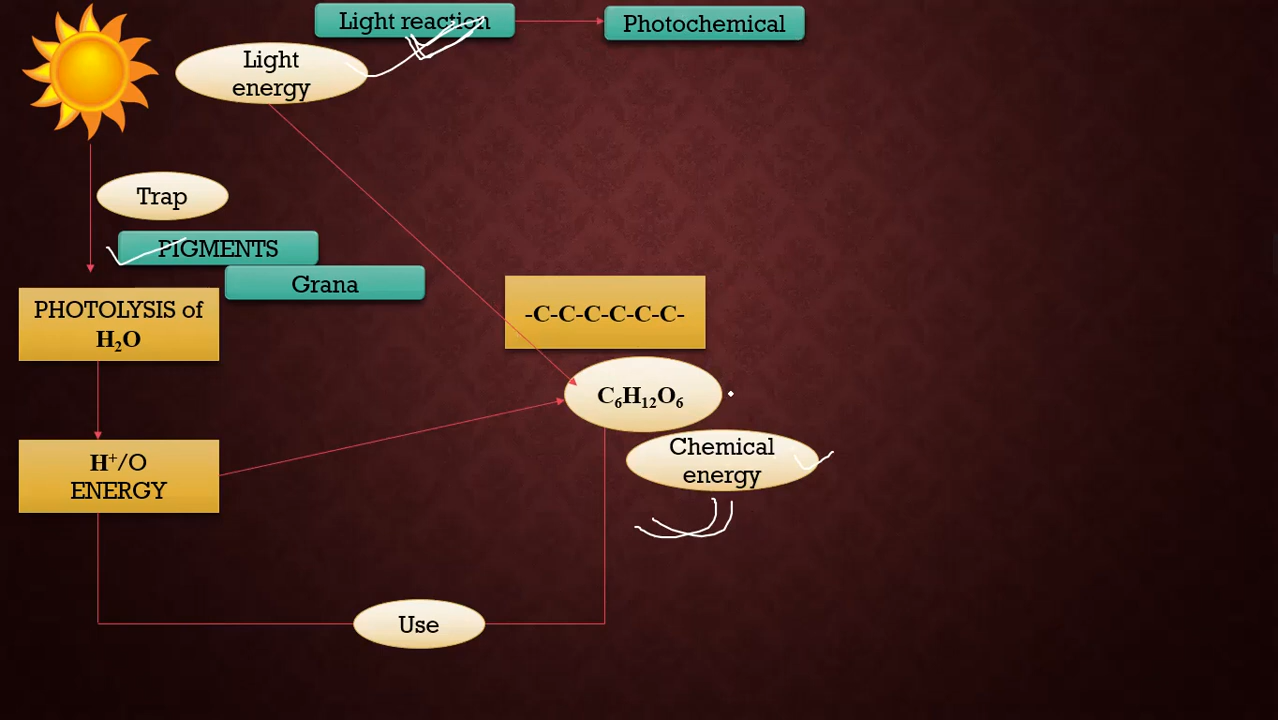 Light reaction
Photochemical
Light
energy
Trap
PIGMENTS
Grana
PHOTOLYSIS of
H₂O
-C-C-C-C-C-C-
C₆H₁₂O₆
Chemical
energy
H⁺/O
ENERGY
Use